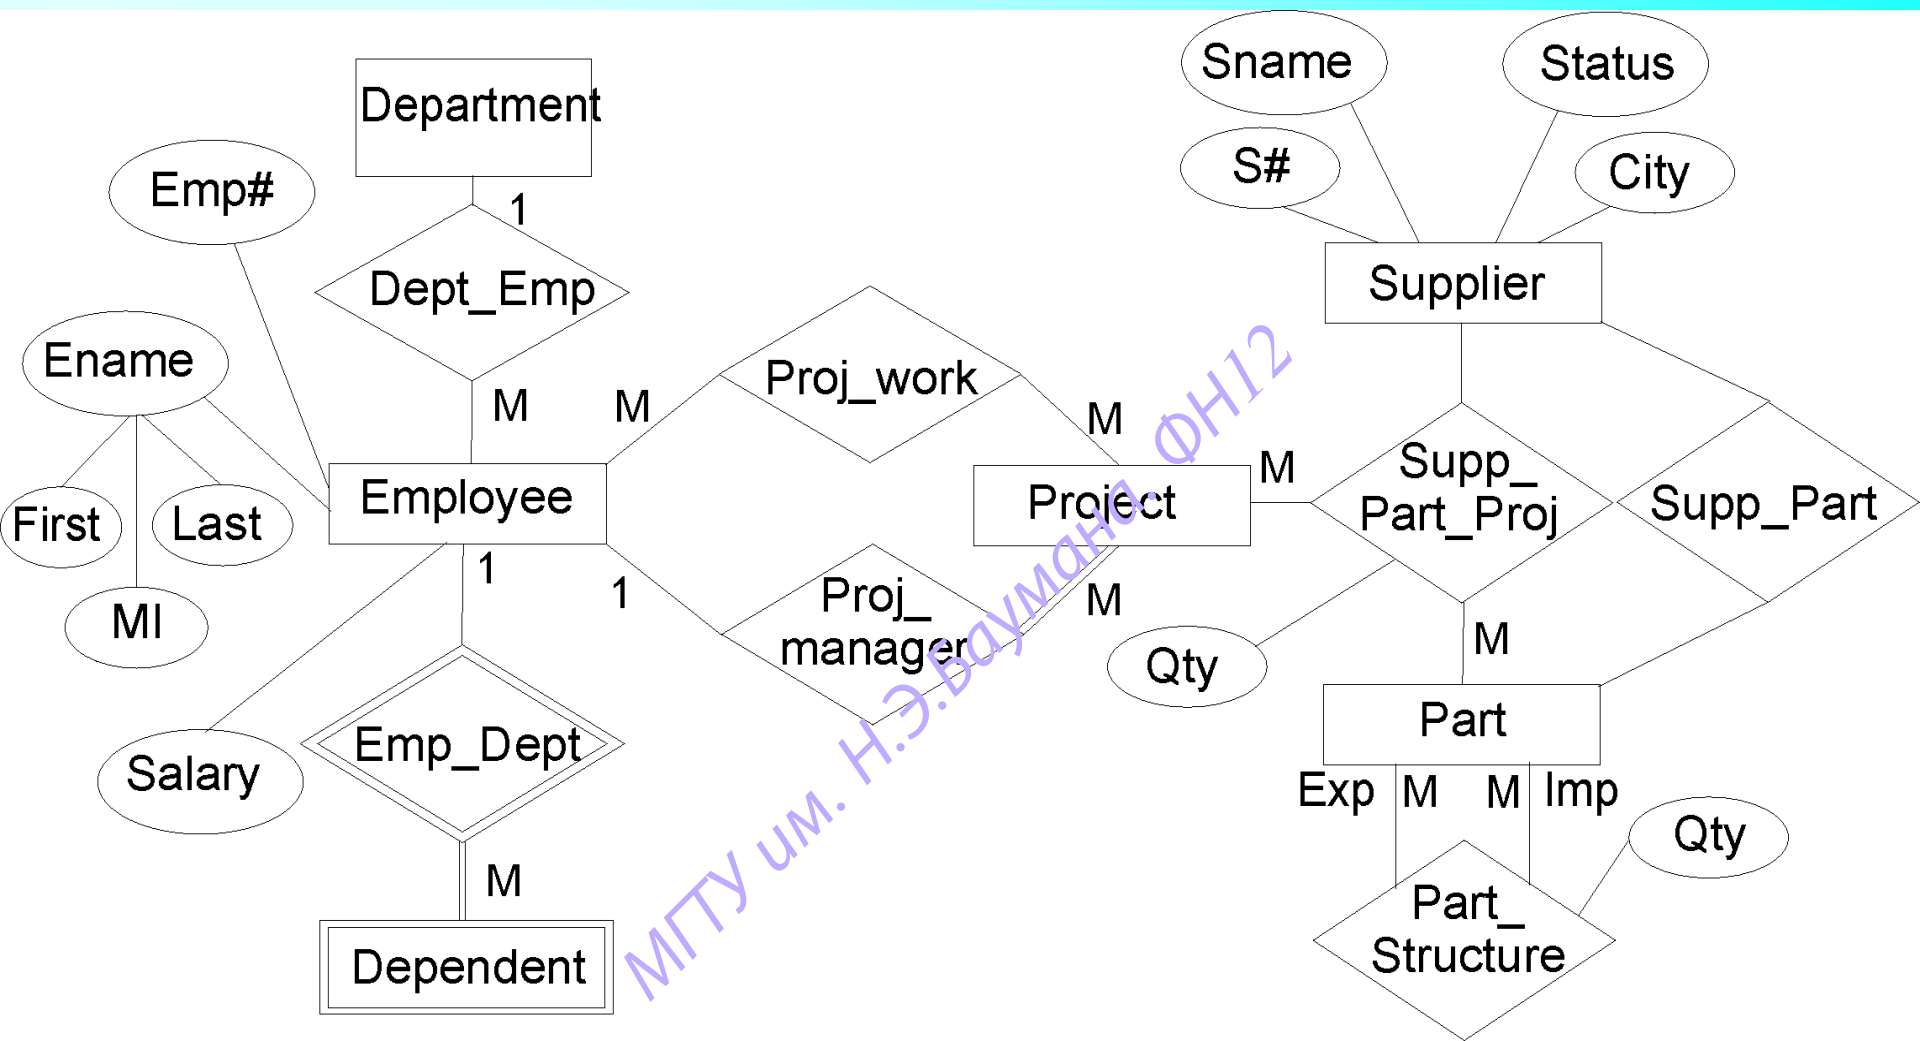 Sname
Status
Department
S#
City
Emp#
1
Dept_Emp
Supplier
Ename
Proj_work
M
M
M
Supp_
Part_Proj
M
Supp_Part
Employee
Project
First
Last
MI
1
1
Proj_
manager
M
M
Qty
Part
Emp_Dept
Salary
Exp
M
M
Imp
Qty
M
Part_
Structure
Dependent
МГТУ им. Н.Э.Баумана. ФН12